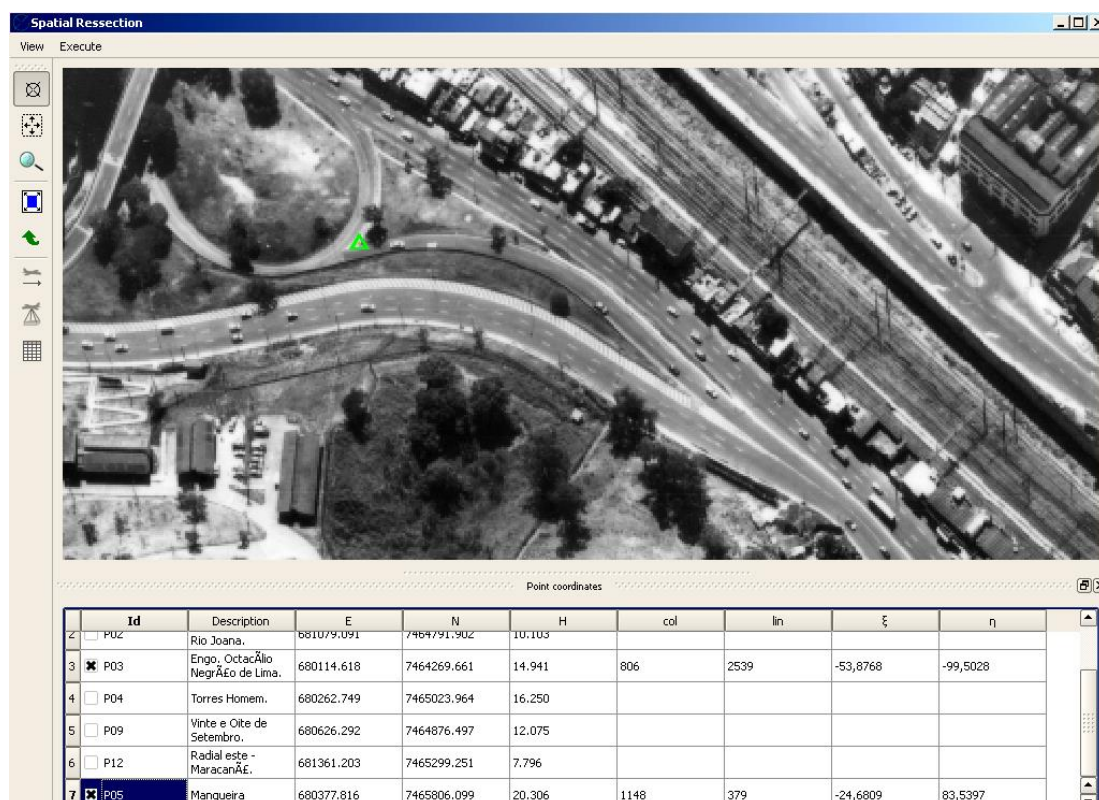 Spatial Ressection
View Execute
Point coordinates
Id Description E N H col lin ξ η
2 P02 Rio Joana. 681079.091 7464791.902 10.103
3 P03 Engo. OctacÃlio NegrÃ£o de Lima. 680114.618 7464269.661 14.941 806 2539 -53,8768 -99,5028
4 P04 Torres Homem. 680262.749 7465023.964 16.250
5 P09 Vinte e Oite de Setembro. 680626.292 7464876.497 12.075
6 P12 Radial este - MaracanÃ£. 681361.203 7465299.251 7.796
7 P05 Mangueira 680377.816 7465806.099 20.306 1148 379 -24,6809 83,5397